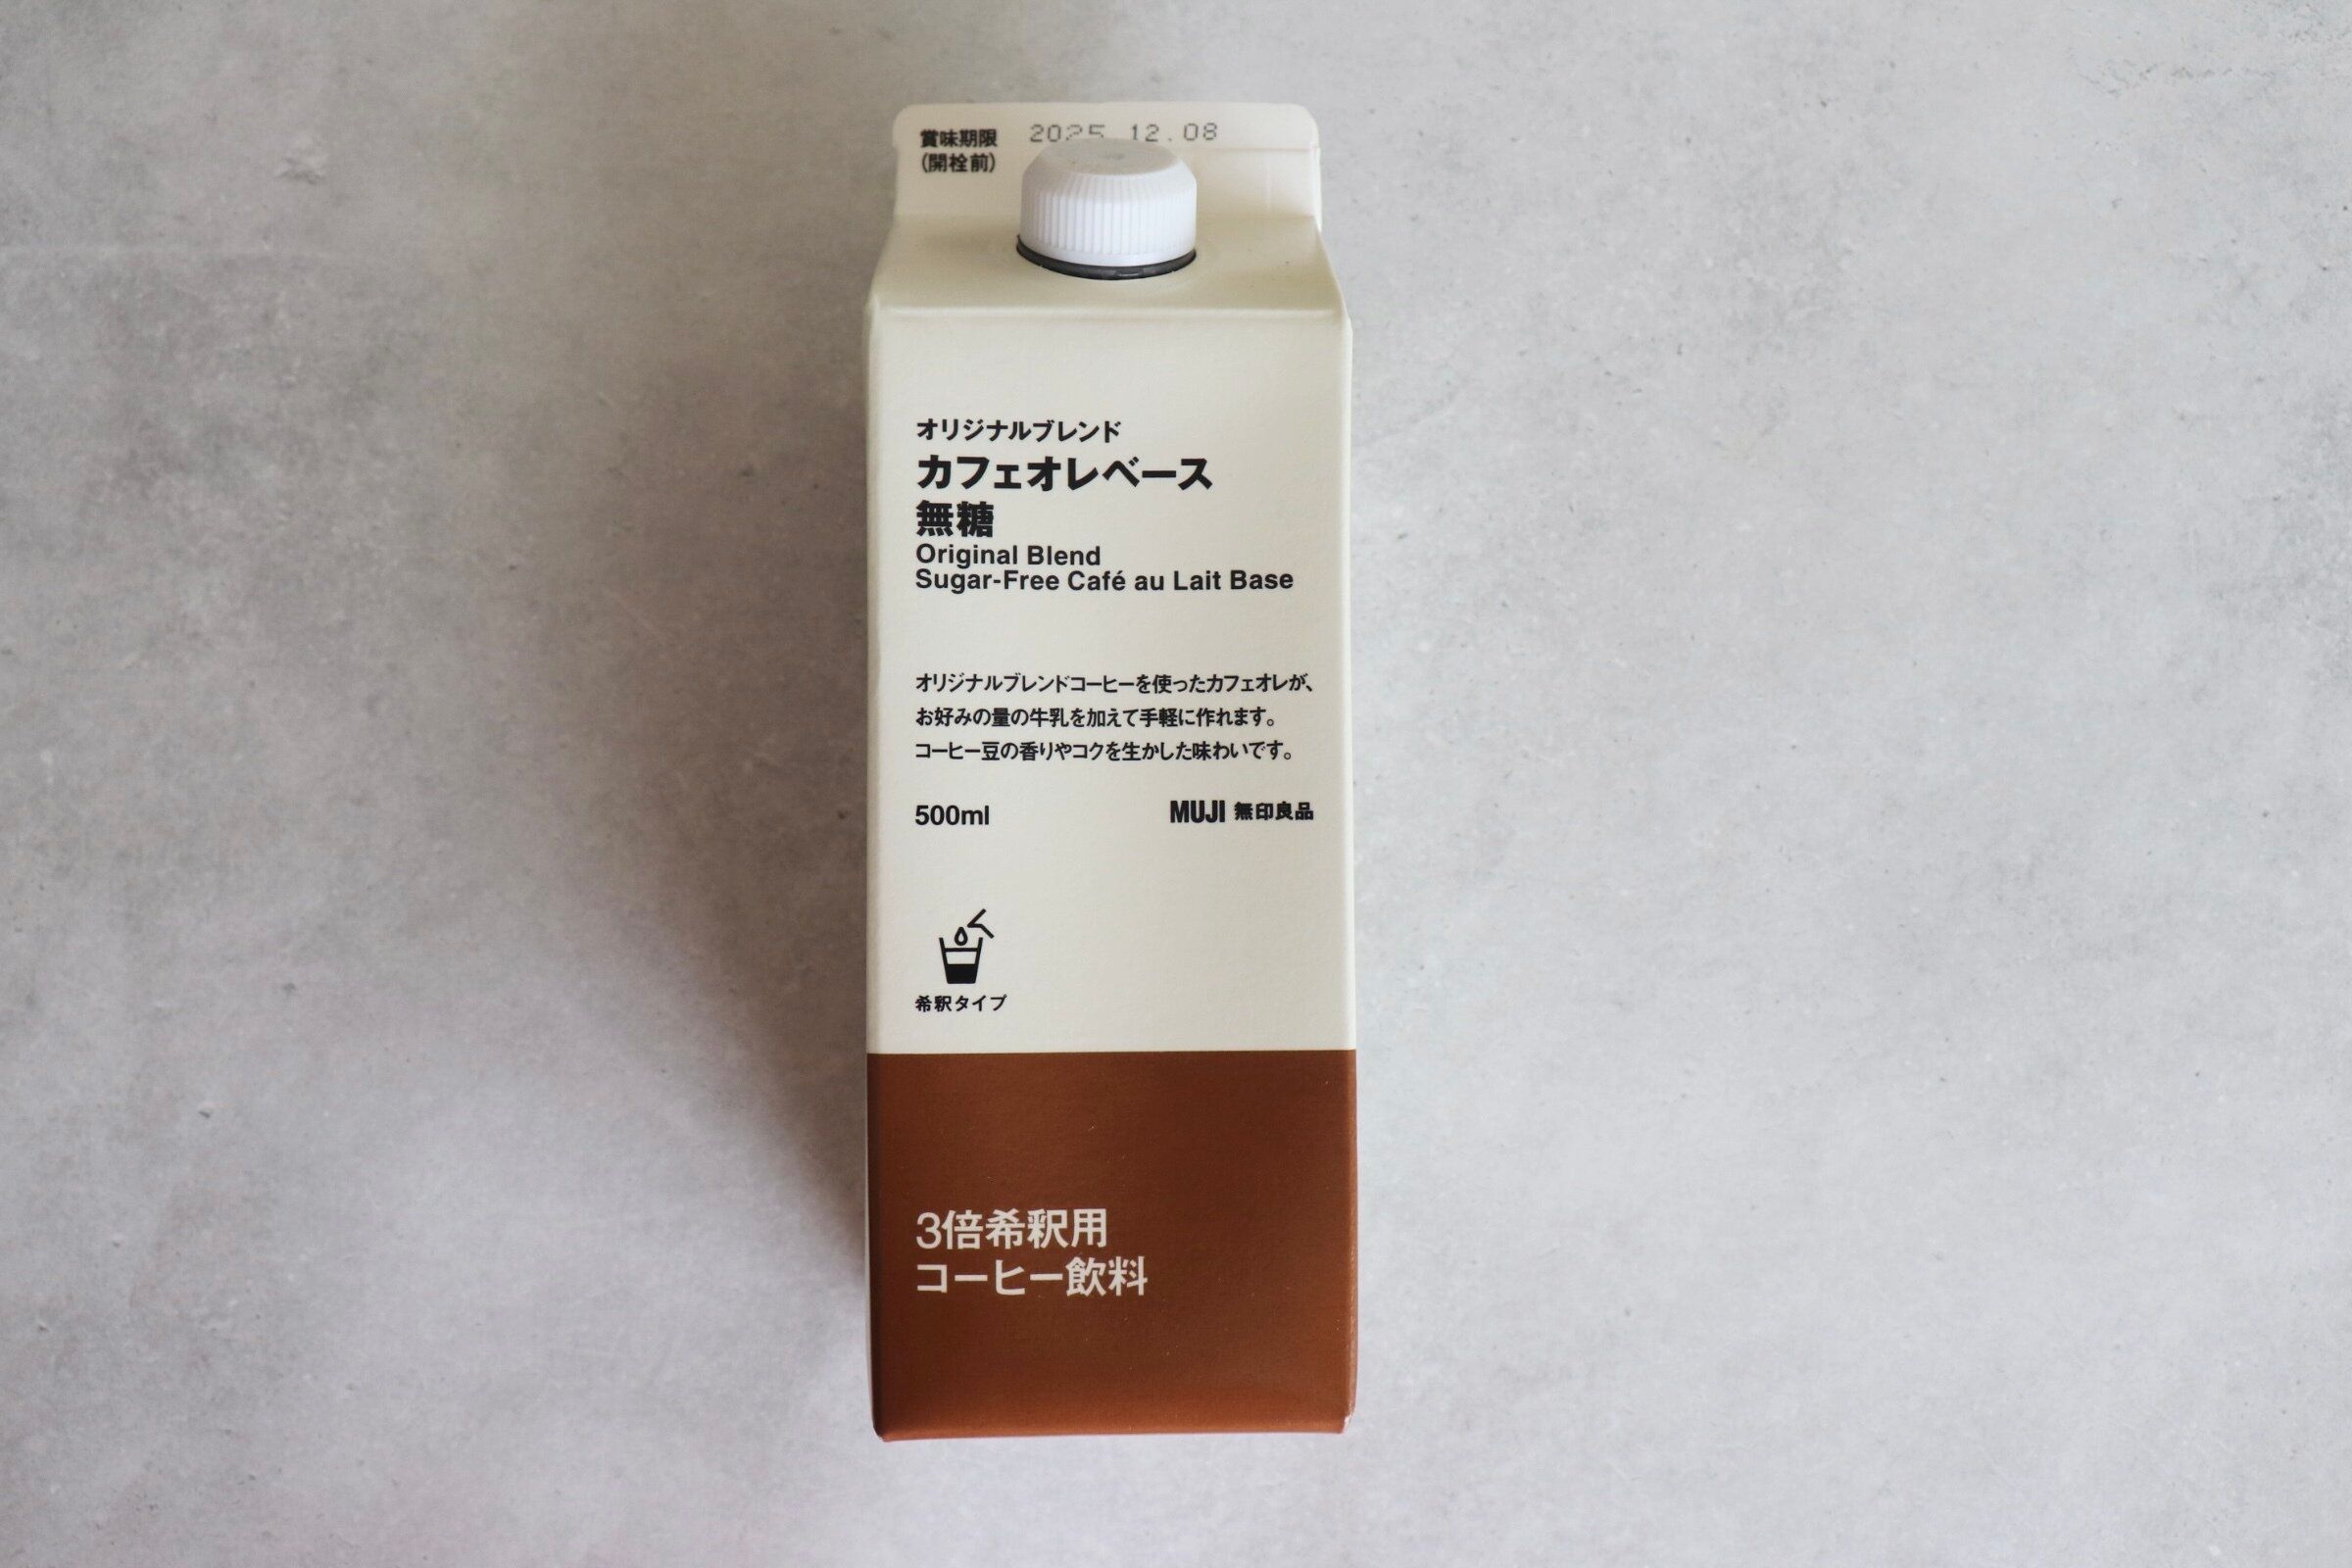 賞味期限 2025.12.08
(開栓前)
オリジナルブレンド
カフェオレベース
無糖
Original Blend
Sugar-Free Café au Lait Base
オリジナルブレンドコーヒーを使ったカフェオレが、
お好みの量の牛乳を加えて手軽に作れます。
コーヒー豆の香りやコクを生かした味わいです。
500ml MUJI 無印良品
希釈タイプ
3倍希釈用
コーヒー飲料